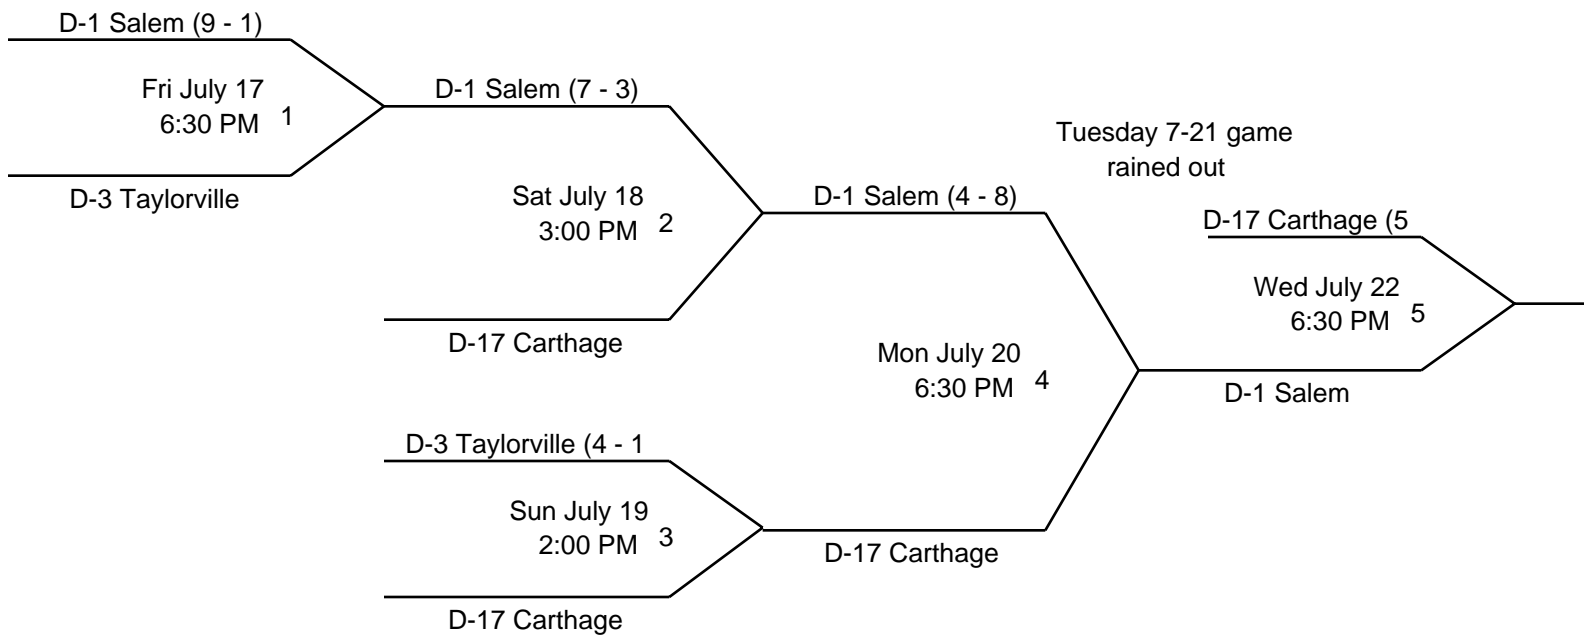 D-1 Salem (9 - 1)
Fri July 17
6:30 PM 1
D-3 Taylorville
D-1 Salem (7 - 3)
Sat July 18
3:00 PM 2
D-17 Carthage
D-3 Taylorville (4 - 1
Sun July 19
2:00 PM 3
D-17 Carthage
D-1 Salem (4 - 8)
Mon July 20
6:30 PM 4
D-17 Carthage
Tuesday 7-21 game
rained out
D-17 Carthage (5
Wed July 22
6:30 PM 5
D-1 Salem